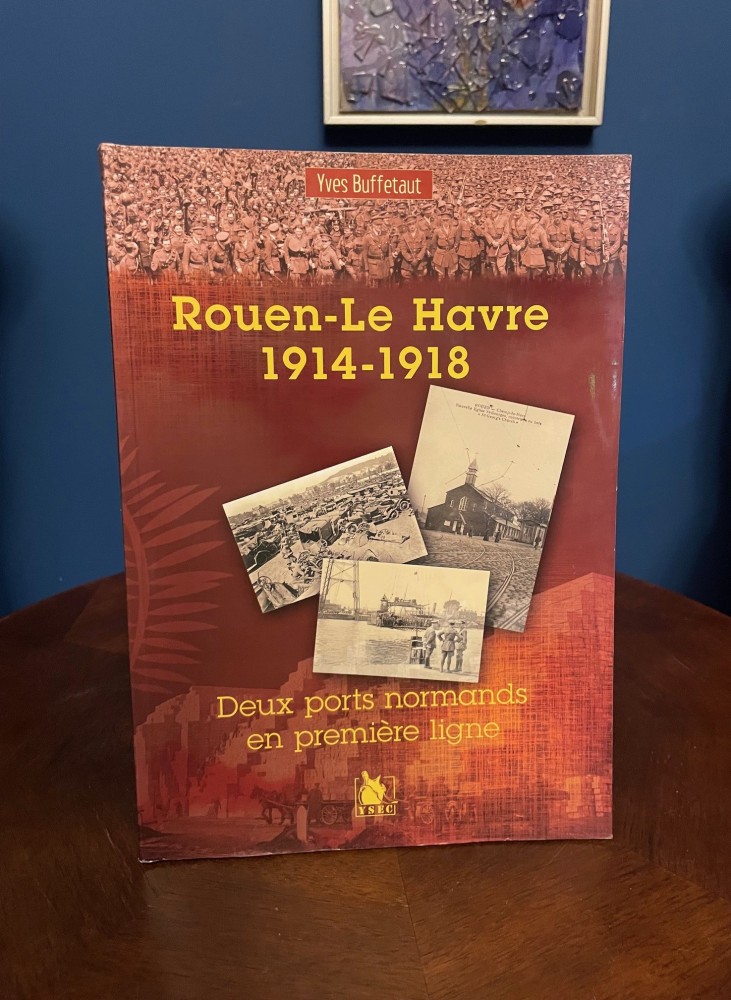 Yves Buffetaut
Rouen-Le Havre
1914-1918
Deux ports normands
en première ligne
YSEC